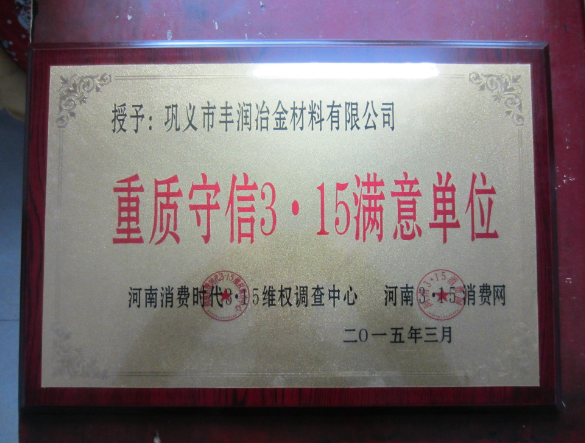 授予：巩义市丰润冶金材料有限公司
重质守信3·15满意单位
河南消费时代3·15维权调查中心 河南3·15消费网
二〇一五年三月